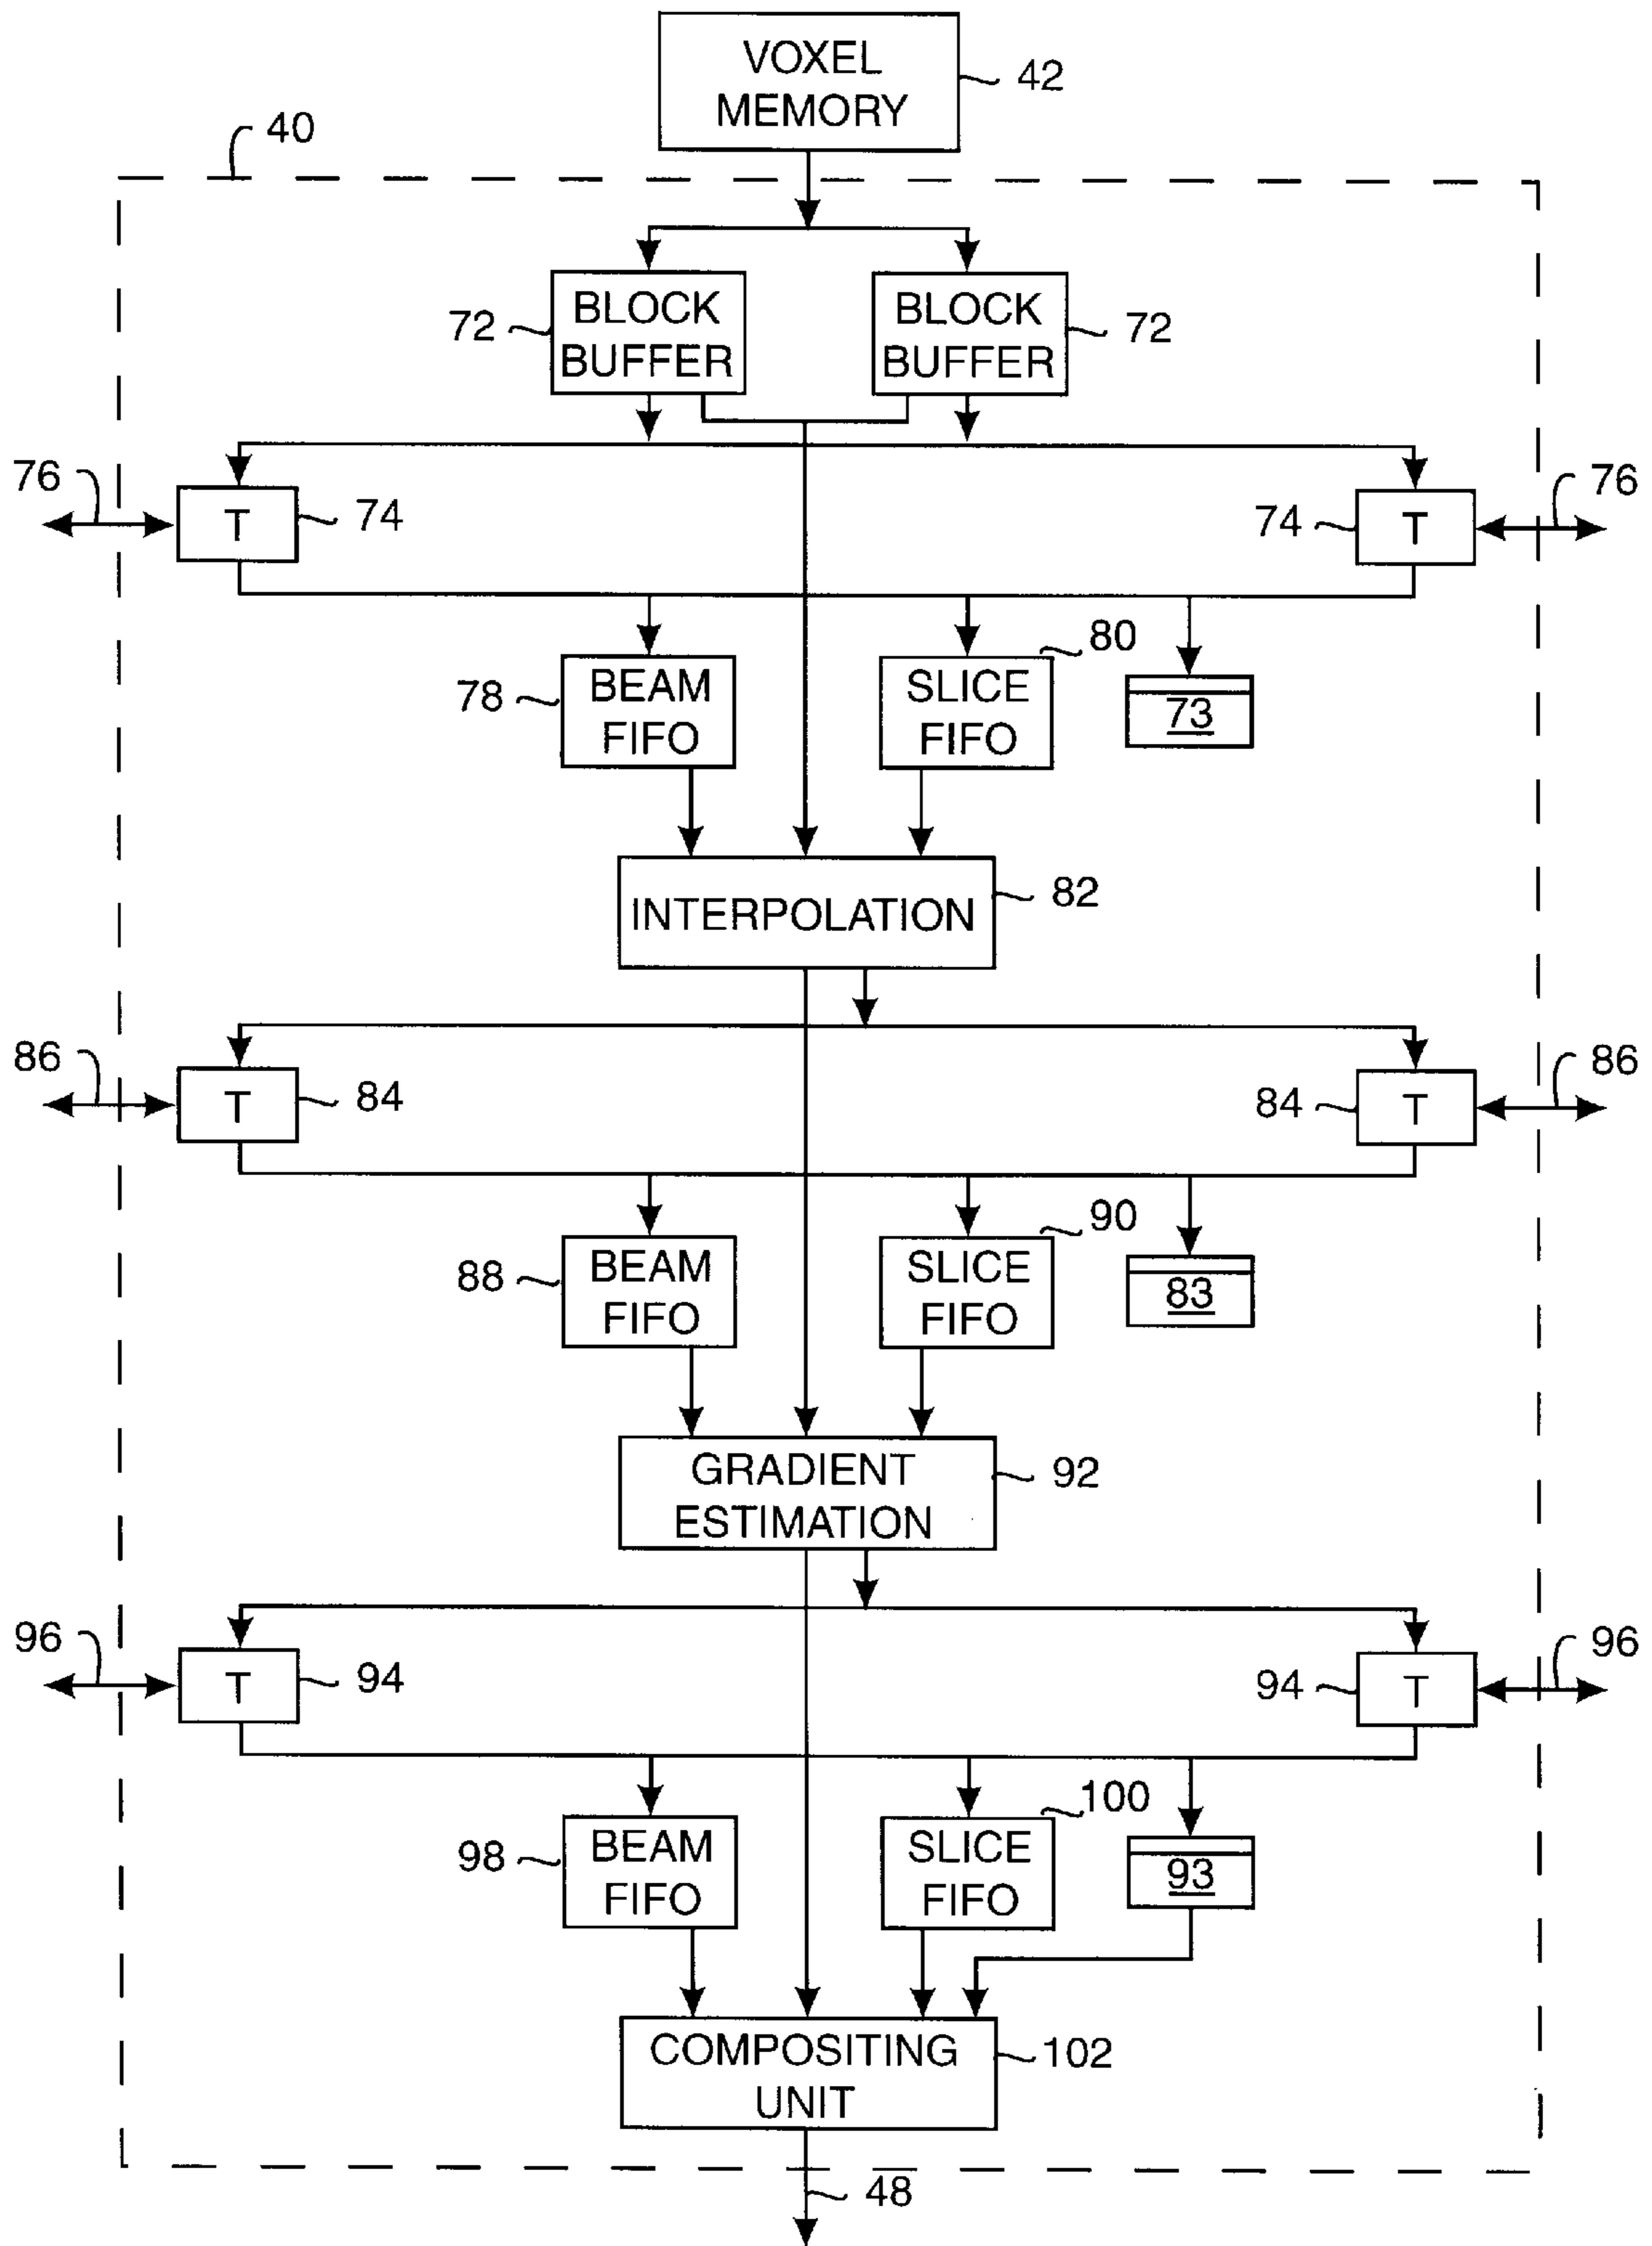 VOXEL
MEMORY
42
40
BLOCK
BUFFER
72
BLOCK
BUFFER
72
76
T
74
74
T
76
BEAM
FIFO
78
SLICE
FIFO
80
73
INTERPOLATION
82
86
T
84
84
T
86
BEAM
FIFO
88
SLICE
FIFO
90
83
GRADIENT
ESTIMATION
92
96
T
94
94
T
96
BEAM
FIFO
98
SLICE
FIFO
100
93
COMPOSITING
UNIT
102
48